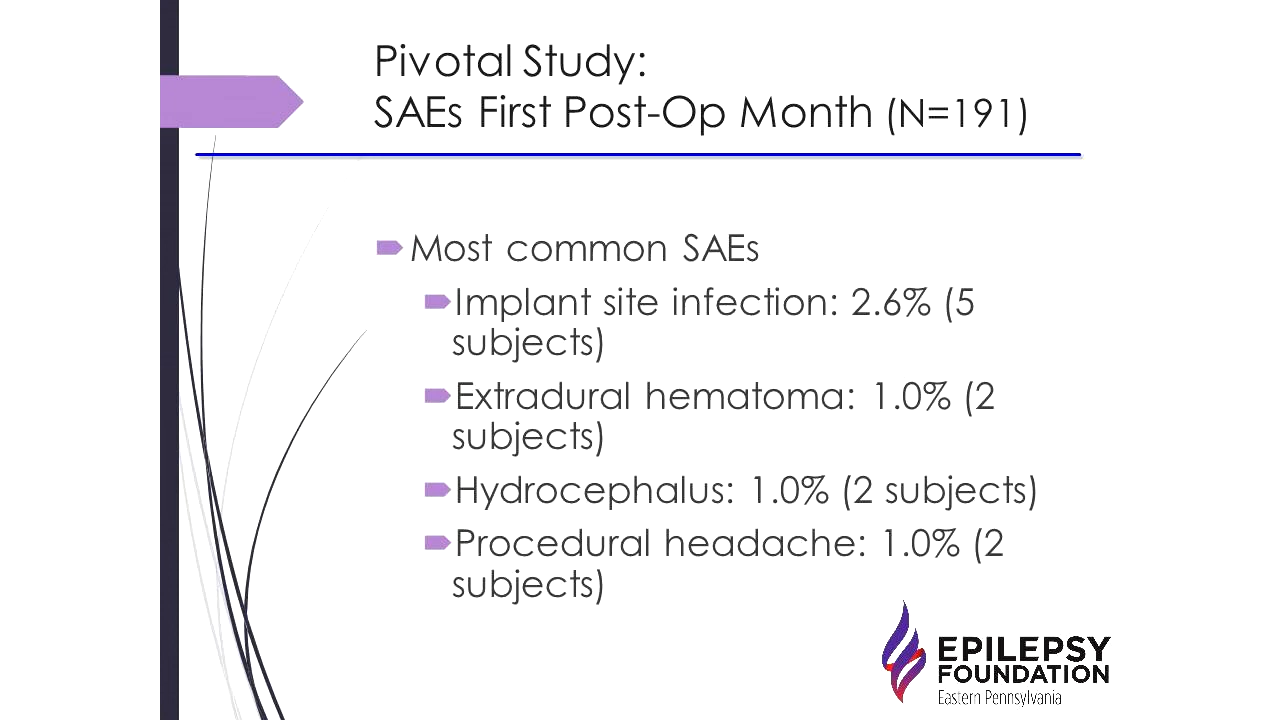 Pivotal Study:
SAEs First Post-Op Month (N=191)
Most common SAEs
Implant site infection: 2.6% (5
subjects)
Extradural hematoma: 1.0% (2
subjects)
Hydrocephalus: 1.0% (2 subjects)
Procedural headache: 1.0% (2
subjects)
EPILEPSY
FOUNDATION
Eastern Pennsylvania